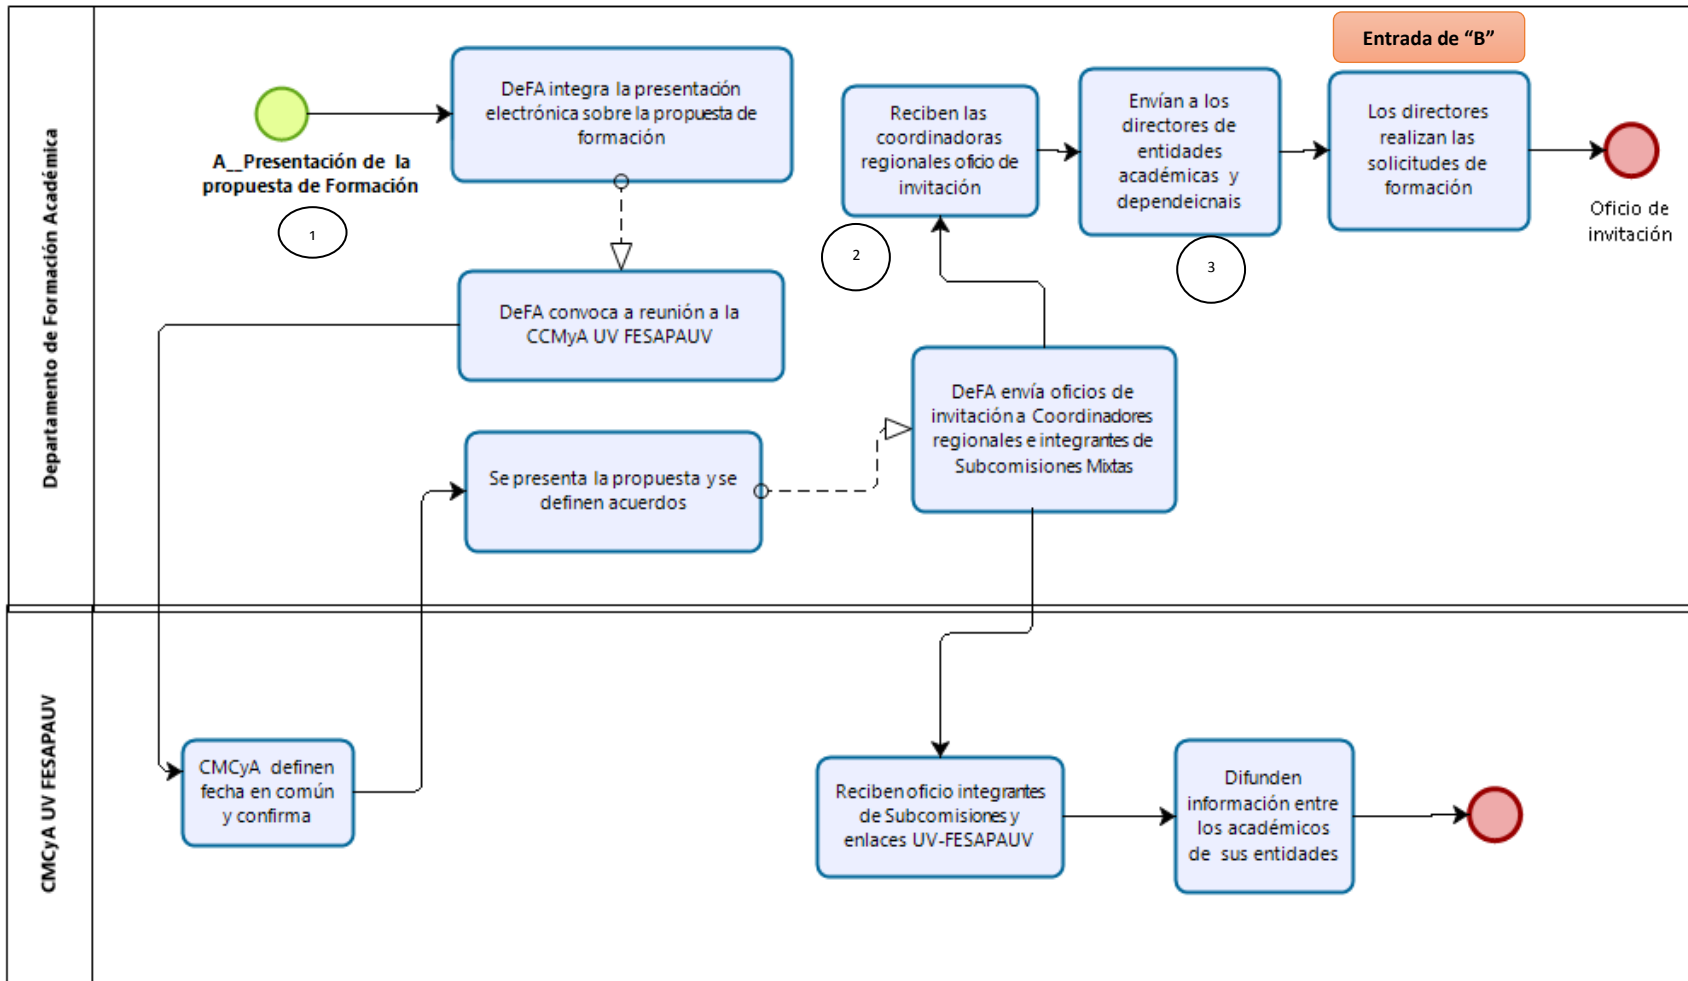 Departamento de Formación Académica
A__Presentación de la
propuesta de Formación
1
DeFA integra la presentación
electrónica sobre la propuesta de
formación
DeFA convoca a reunión a la
CCMyA UV FESAPAUV
Se presenta la propuesta y se
definen acuerdos
DeFA envía oficios de
invitación a Coordinadores
regionales e integrantes de
Subcomisiones Mixtas
Reciben las
coordinadoras
regionales oficio de
invitación
2
Envían a los
directores de
entidades
académicas y
dependeicnais
3
Entrada de “B”
Los directores
realizan las
solicitudes de
formación
Oficio de
invitación
CMCyA UV FESAPAUV
CMCyA definen
fecha en común
y confirma
Reciben oficio integrantes
de Subcomisiones y
enlaces UV-FESAPAUV
Difunden
información entre
los académicos
de sus entidades